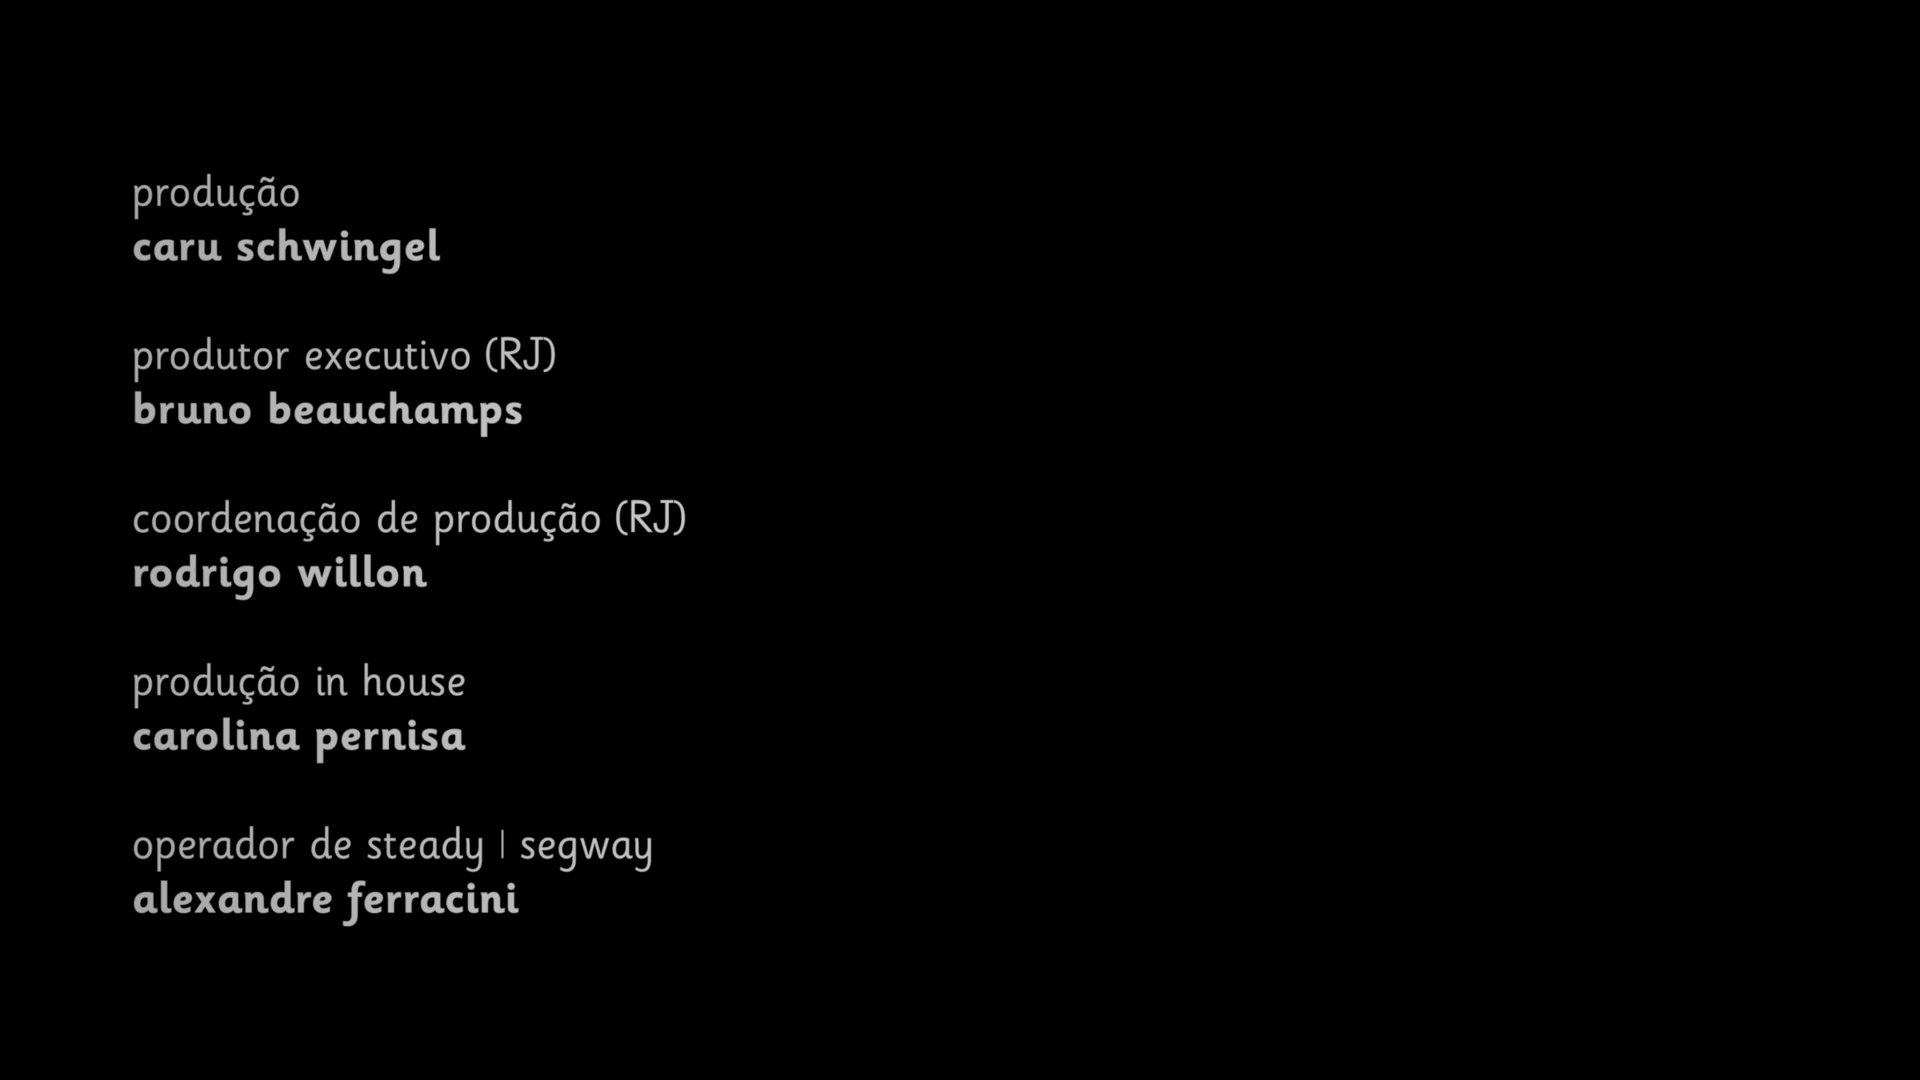 produção
caru schwingel
produtor executivo (RJ)
bruno beauchamps
coordenação de produção (RJ)
rodrigo willon
produção in house
carolina pernisa
operador de steady | segway
alexandre ferracini